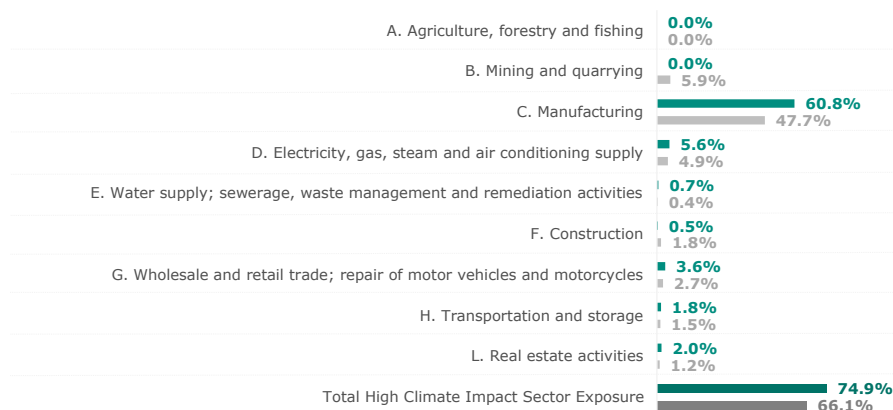 A. Agriculture, forestry and fishing
0.0%
0.0%
B. Mining and quarrying
0.0%
5.9%
C. Manufacturing
60.8%
47.7%
D. Electricity, gas, steam and air conditioning supply
5.6%
4.9%
E. Water supply; sewerage, waste management and remediation activities
0.7%
0.4%
F. Construction
0.5%
1.8%
G. Wholesale and retail trade; repair of motor vehicles and motorcycles
3.6%
2.7%
H. Transportation and storage
1.8%
1.5%
L. Real estate activities
2.0%
1.2%
Total High Climate Impact Sector Exposure
74.9%
66.1%